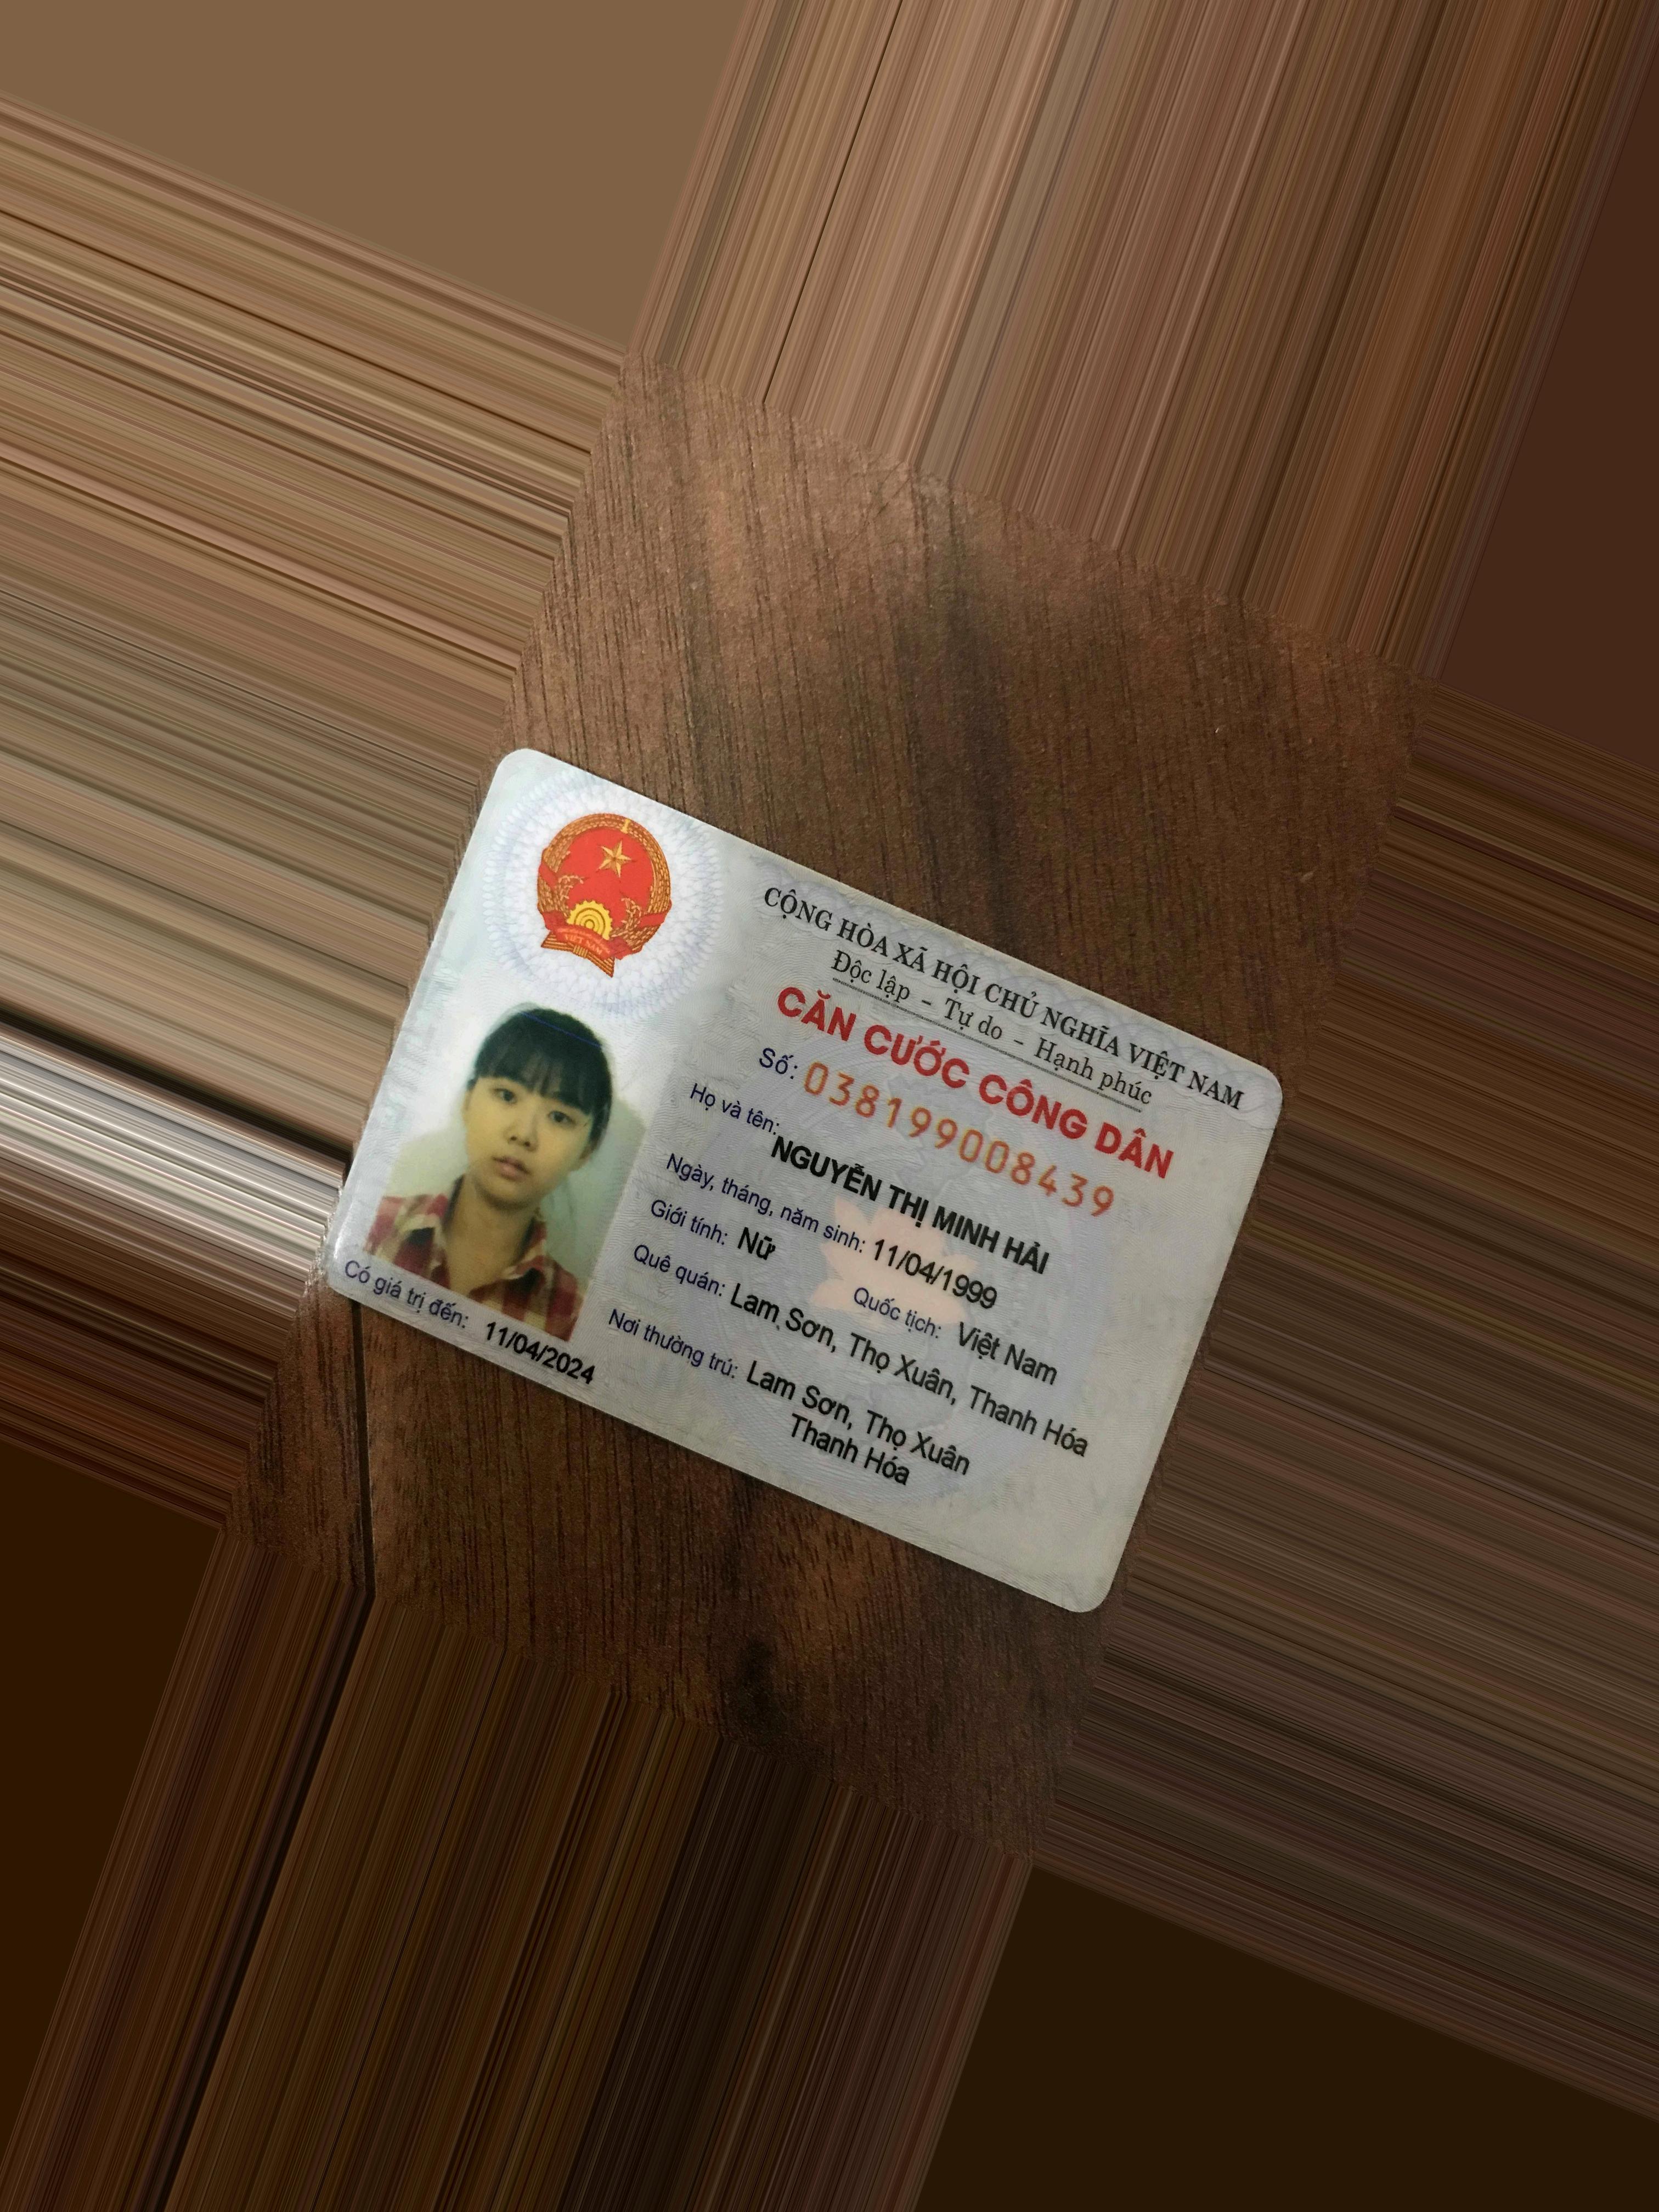 CỘNG HÒA XÃ HỘI CHỦ NGHĨA VIỆT NAM
Độc lập - Tự do - Hạnh phúc
CĂN CƯỚC CÔNG DÂN
Số: 038199008439
Họ và tên: NGUYỄN THỊ MINH HẢI
Ngày, tháng, năm sinh: 11/04/1999
Giới tính: Nữ Quốc tịch: Việt Nam
Quê quán: Lam Sơn, Thọ Xuân, Thanh Hóa
Nơi thường trú: Lam Sơn, Thọ Xuân
Thanh Hóa
Có giá trị đến: 11/04/2024
VIỆT NAM